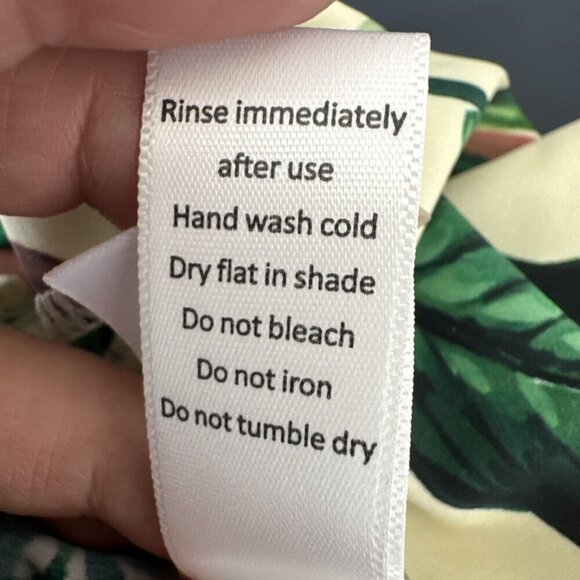 Rinse immediately
after use
Hand wash cold
Dry flat in shade
Do not bleach
Do not iron
Do not tumble dry